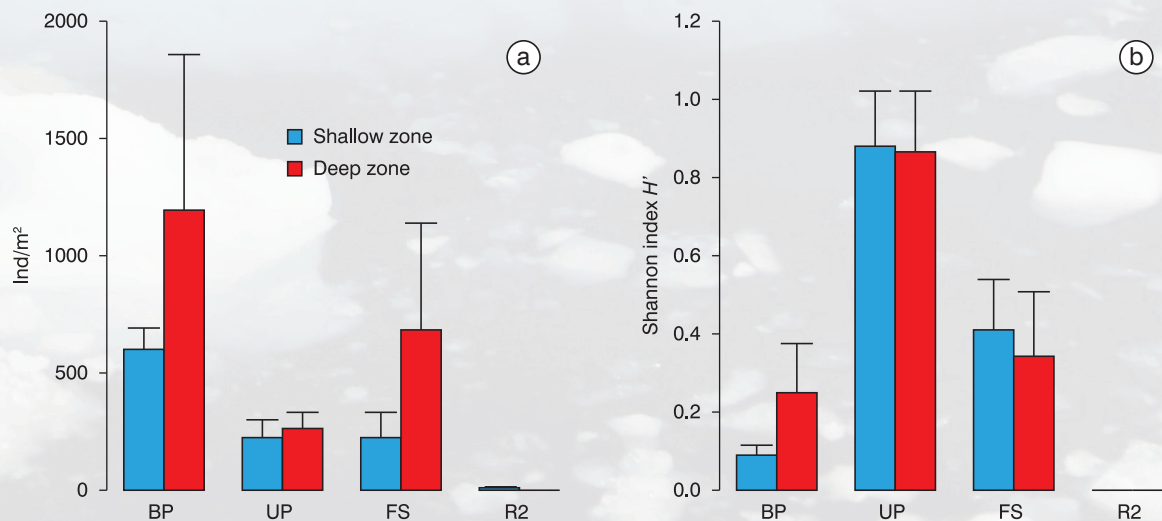 2000
1500
1000
500
0
Ind/m²
a
Shallow zone
Deep zone
BP UP FS R2
1.2
1.0
0.8
0.6
0.4
0.2
0.0
Shannon index H'
b
BP UP FS R2